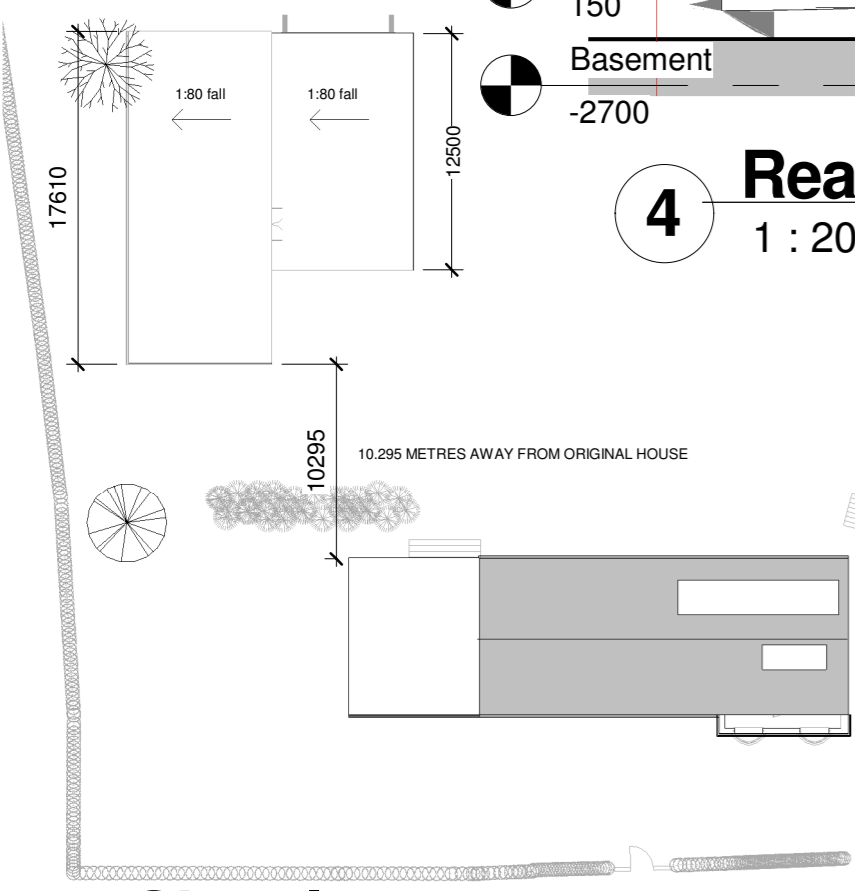 150
Basement
-2700
4
Rea
1 : 20
1:80 fall
1:80 fall
17610
12500
10295
10.295 METRES AWAY FROM ORIGINAL HOUSE